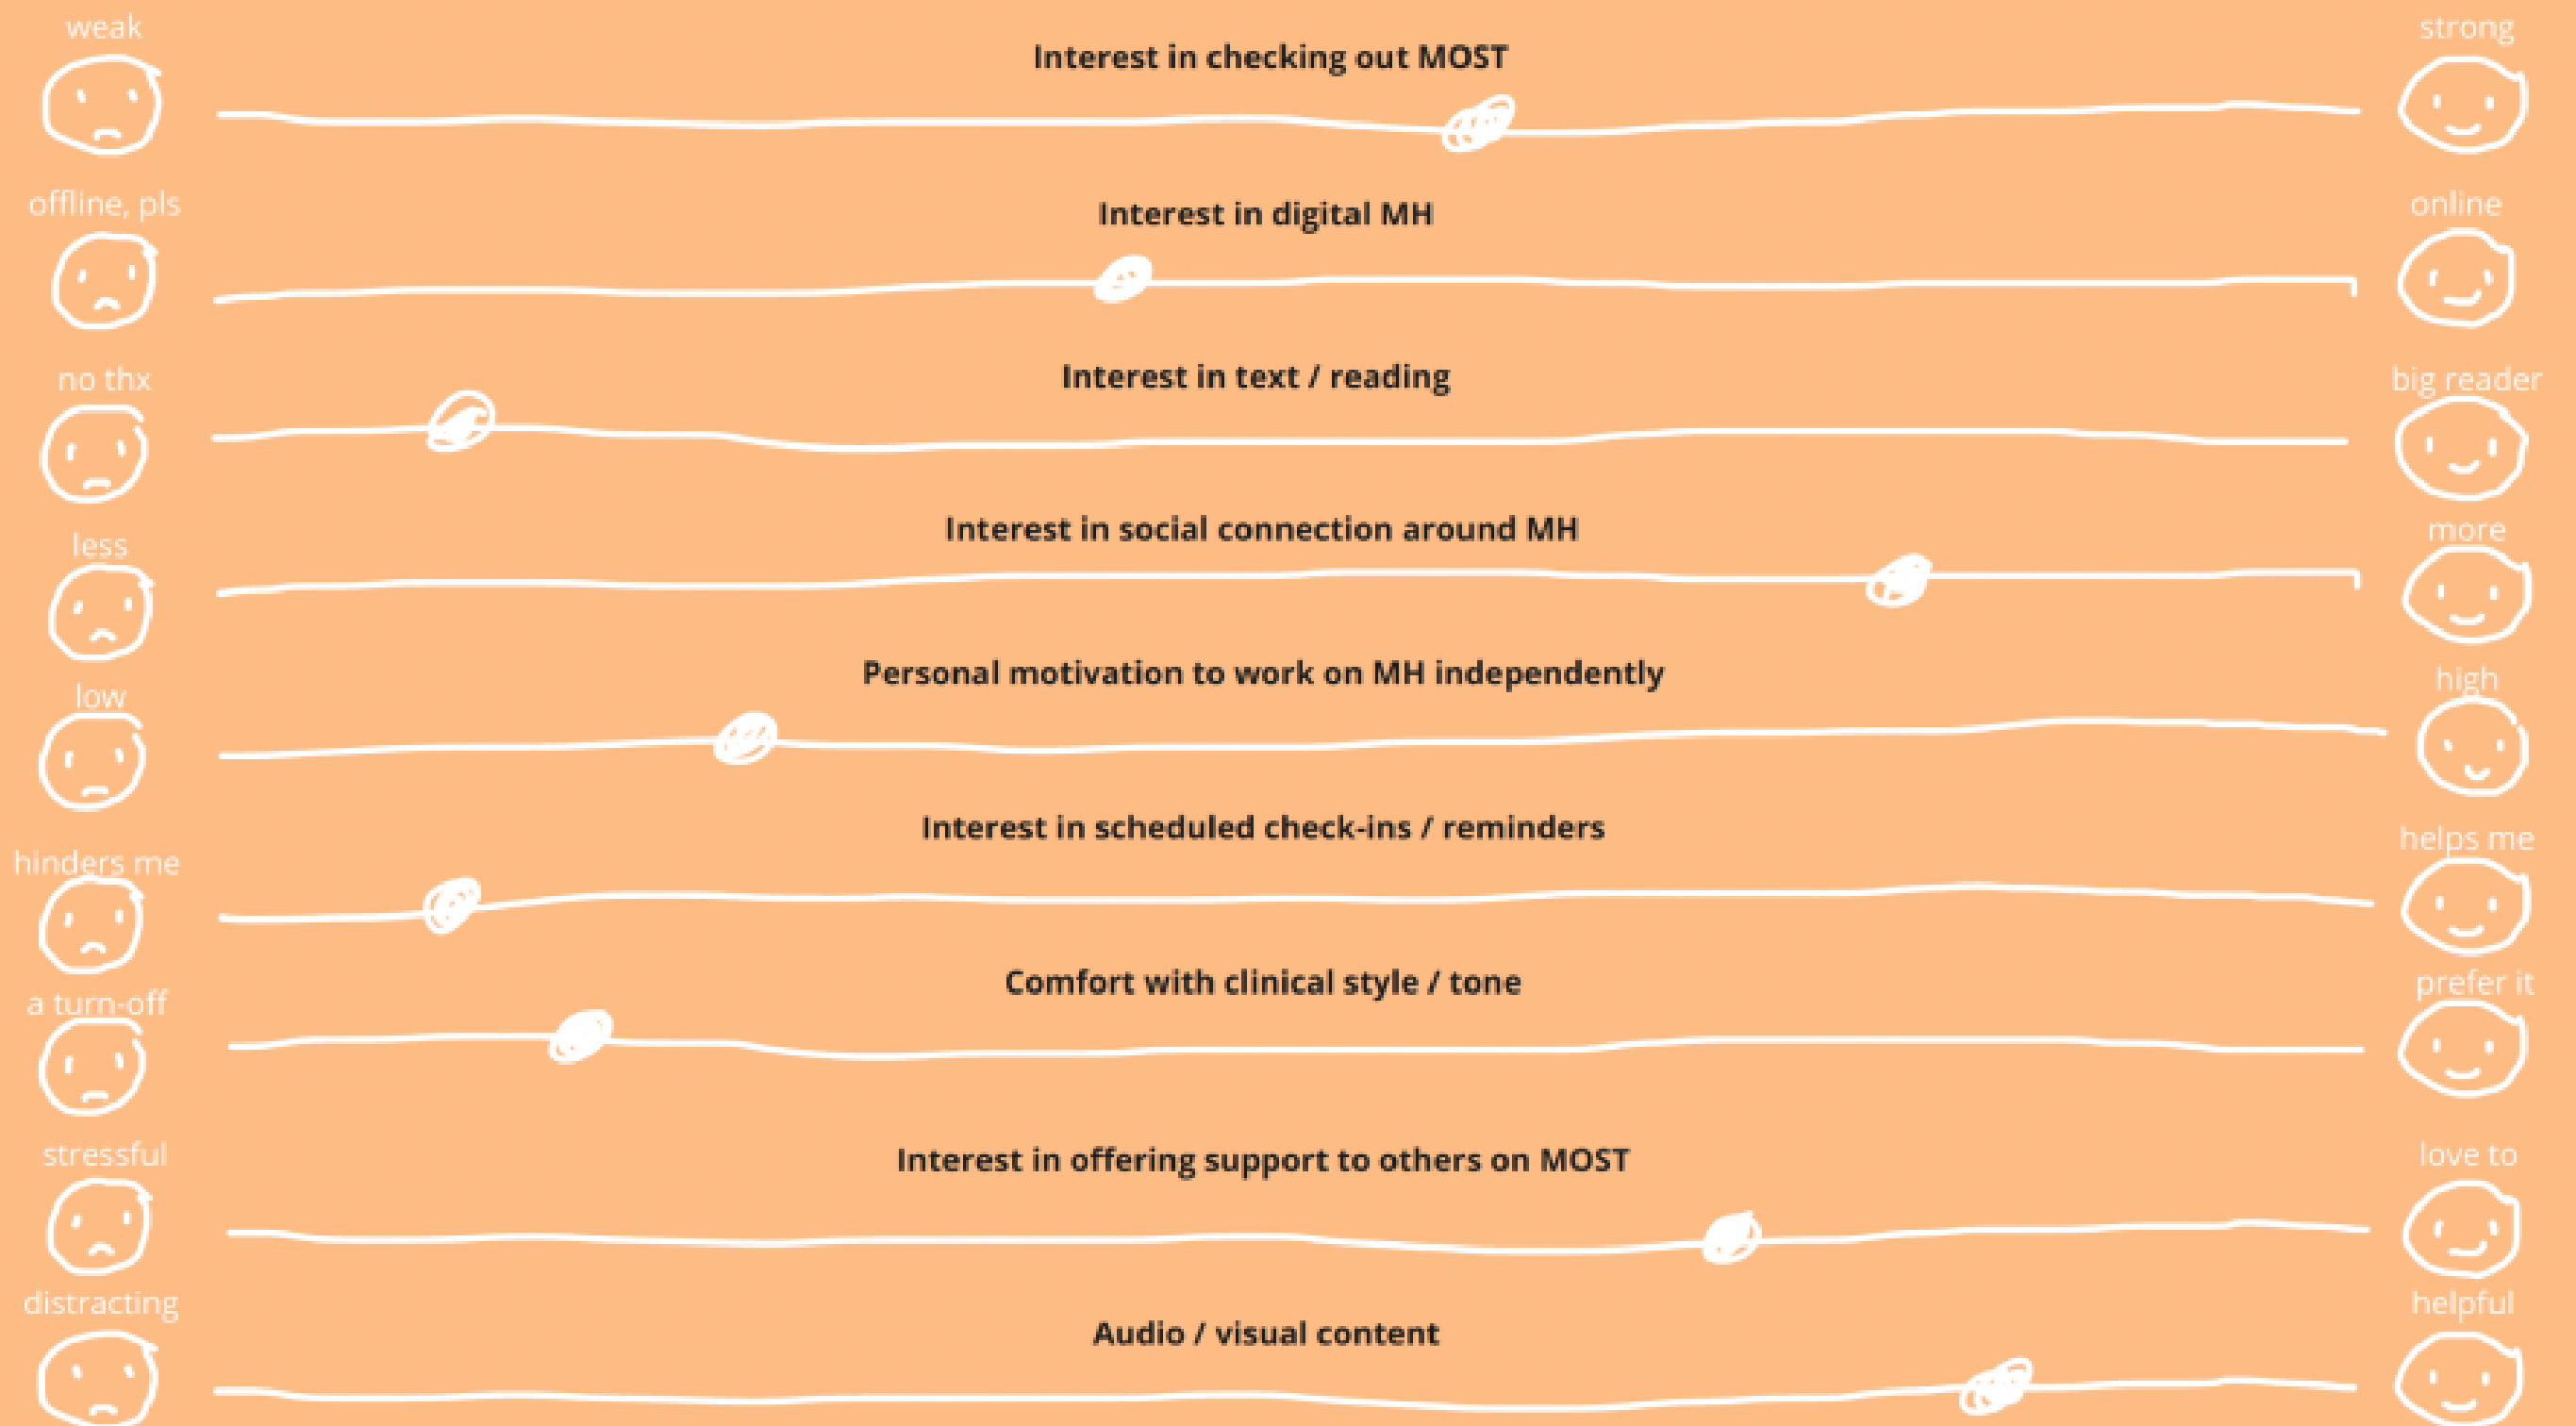 weak
Interest in checking out MOST
strong
offline, pls
Interest in digital MH
online
no thx
Interest in text / reading
big reader
less
Interest in social connection around MH
more
low
Personal motivation to work on MH independently
high
hinders me
Interest in scheduled check-ins / reminders
helps me
a turn-off
Comfort with clinical style / tone
prefer it
stressful
Interest in offering support to others on MOST
love to
distracting
Audio / visual content
helpful